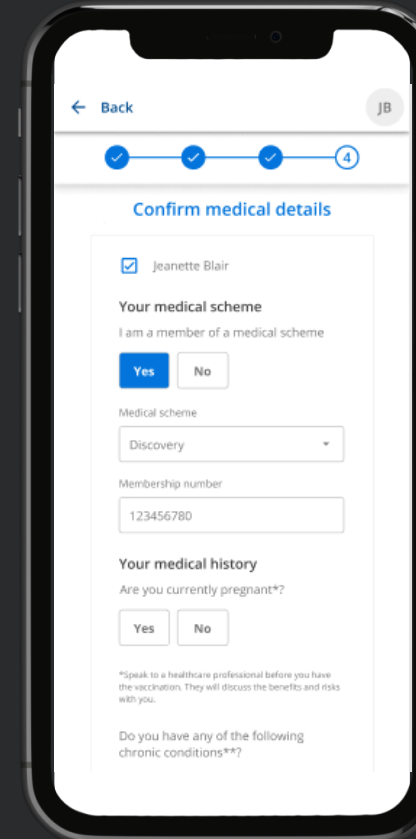 Back
JB
4
Confirm medical details
Jeanette Blair
Your medical scheme
I am a member of a medical scheme
Yes No
Medical scheme
Discovery
Membership number
123456780
Your medical history
Are you currently pregnant*?
Yes No
*Speak to a healthcare professional before you have
the vaccination. They will discuss the benefits and risks
with you.
Do you have any of the following
chronic conditions**?